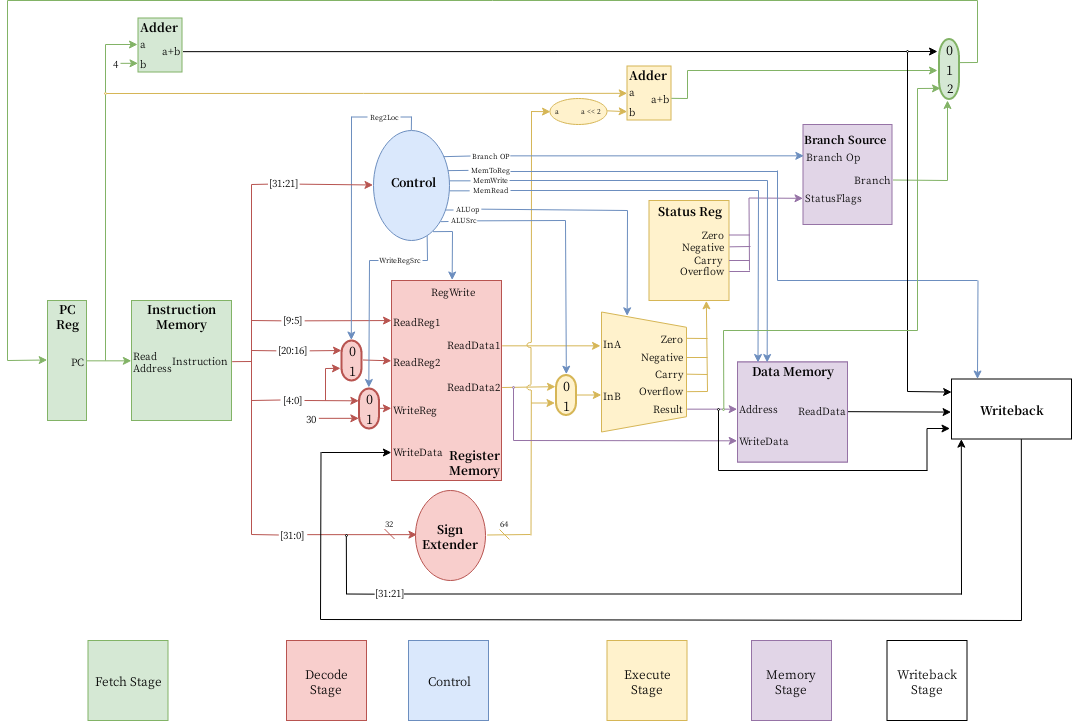 Adder
a
a+b
4
b
0
1
2
Adder
a
a+b
b
a
a << 2
Reg2Loc
Control
Branch OP
MemToReg
MemWrite
MemRead
ALUop
ALUSrc
WriteRegSrc
Branch Source
Branch Op
Branch
StatusFlags
[31:21]
Status Reg
Zero
Negative
Carry
Overflow
PC
Reg
PC
Instruction
Memory
Read
Address
Instruction
[9:5]
[20:16]
[4:0]
30
0
1
0
1
RegWrite
ReadReg1
ReadData1
ReadReg2
ReadData2
WriteReg
WriteData
Register
Memory
0
1
InA
InB
Zero
Negative
Carry
Overflow
Result
Data Memory
Address
ReadData
WriteData
Writeback
[31:0]
32
Sign
Extender
64
[31:21]
Fetch Stage
Decode
Stage
Control
Execute
Stage
Memory
Stage
Writeback
Stage